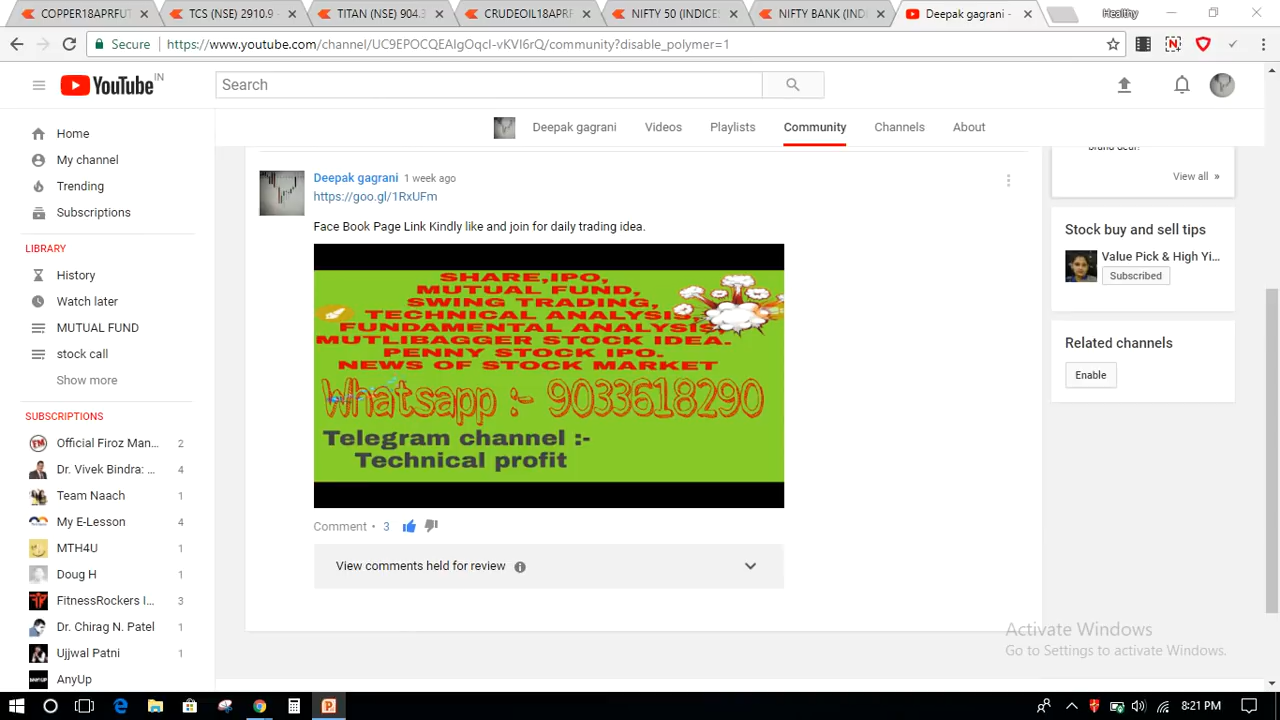 COPPER18APRFUT
TCS (NSE) 2910.9
TITAN (NSE) 904.3
CRUDEOIL18APRF
NIFTY 50 (INDICES
NIFTY BANK (INDI
Deepak gagrani -
Healthy
Secure
https://www.youtube.com/channel/UC9EPOCQEAIgOqcI-vKVI6rQ/community?disable_polymer=1
YouTube IN
Search
Deepak gagrani
Videos
Playlists
Community
Channels
About
Home
My channel
Trending
Subscriptions
LIBRARY
History
Watch later
MUTUAL FUND
stock call
Show more
SUBSCRIPTIONS
Official Firoz Man... 2
Dr. Vivek Bindra: ... 4
Team Naach 1
My E-Lesson 4
MTH4U 1
Doug H 1
FitnessRockers I... 3
Dr. Chirag N. Patel 1
Ujjwal Patni 1
AnyUp
Deepak gagrani 1 week ago
https://goo.gl/1RxUFm
Face Book Page Link Kindly like and join for daily trading idea.
SHARE,IPO,
MUTUAL FUND,
SWING TRADING,
TECHNICAL ANALYSIS,
FUNDAMENTAL ANALYSIS,
MUTLIBAGGER STOCK IDEA.
PENNY STOCK IPO.
NEWS OF STOCK MARKET
Whatsapp :- 9033618290
Telegram channel :-
Technical profit
Comment • 3
View comments held for review
View all »
Stock buy and sell tips
Value Pick & High Yi...
Subscribed
Related channels
Enable
Activate Windows
Go to Settings to activate Windows.
8:21 PM